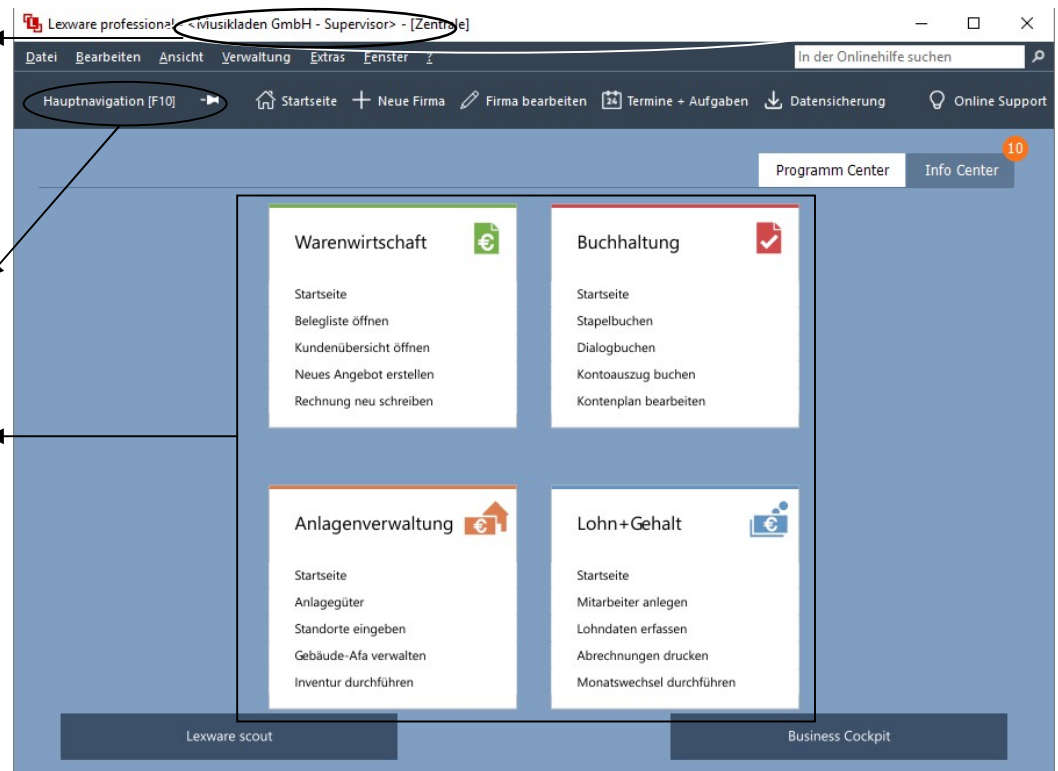 Lexware professional - <Musikladen GmbH - Supervisor> - [Zentrale]
Datei Bearbeiten Ansicht Verwaltung Extras Fenster ?
In der Onlinehilfe suchen
Hauptnavigation [F10]
Startseite
Neue Firma
Firma bearbeiten
24
Termine + Aufgaben
Datensicherung
Online Support
Programm Center
Info Center
10
Warenwirtschaft
€
Startseite
Belegliste öffnen
Kundenübersicht öffnen
Neues Angebot erstellen
Rechnung neu schreiben
Buchhaltung
Startseite
Stapelbuchen
Dialogbuchen
Kontoauszug buchen
Kontenplan bearbeiten
Anlagenverwaltung
€
Startseite
Anlagegüter
Standorte eingeben
Gebäude-Afa verwalten
Inventur durchführen
Lohn+Gehalt
€
Startseite
Mitarbeiter anlegen
Lohndaten erfassen
Abrechnungen drucken
Monatswechsel durchführen
Lexware scout
Business Cockpit